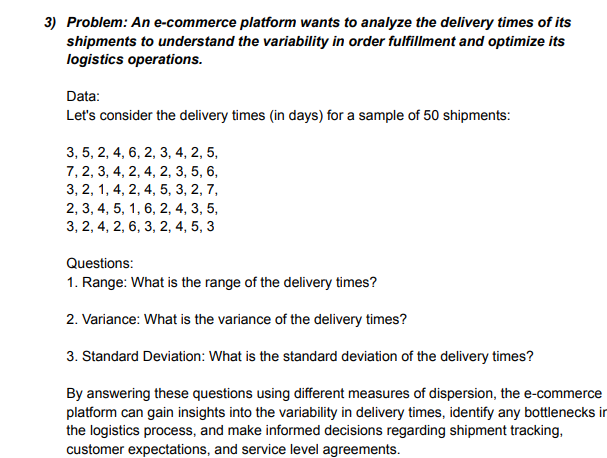 3) Problem: An e-commerce platform wants to analyze the delivery times of its
shipments to understand the variability in order fulfillment and optimize its
logistics operations.
Data:
Let's consider the delivery times (in days) for a sample of 50 shipments:
3, 5, 2, 4, 6, 2, 3, 4, 2, 5,
7, 2, 3, 4, 2, 4, 2, 3, 5, 6,
3, 2, 1, 4, 2, 4, 5, 3, 2, 7,
2, 3, 4, 5, 1, 6, 2, 4, 3, 5,
3, 2, 4, 2, 6, 3, 2, 4, 5, 3
Questions:
1. Range: What is the range of the delivery times?
2. Variance: What is the variance of the delivery times?
3. Standard Deviation: What is the standard deviation of the delivery times?
By answering these questions using different measures of dispersion, the e-commerce
platform can gain insights into the variability in delivery times, identify any bottlenecks
the logistics process, and make informed decisions regarding shipment tracking,
customer expectations, and service level agreements.